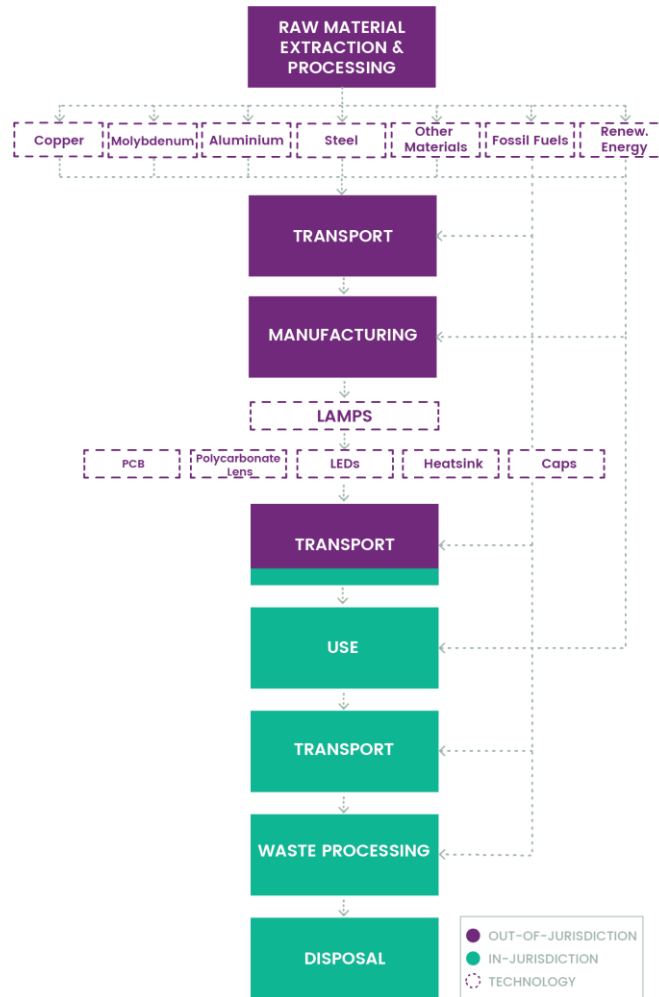 RAW MATERIAL
EXTRACTION &
PROCESSING
Copper
Molybdenum
Aluminium
Steel
Other
Materials
Fossil Fuels
Renew.
Energy
TRANSPORT
MANUFACTURING
LAMPS
PCB
Polycarbonate
Lens
LEDs
Heatsink
Caps
TRANSPORT
USE
TRANSPORT
WASTE PROCESSING
DISPOSAL
OUT-OF-JURISDICTION
IN-JURISDICTION
TECHNOLOGY